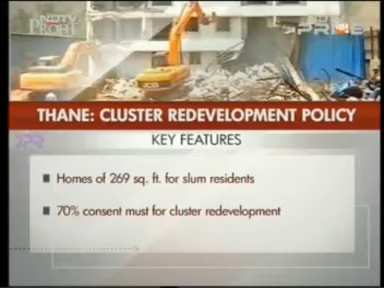 NDTV
PROFIT
THANE: CLUSTER REDEVELOPMENT POLICY
KEY FEATURES
Homes of 269 sq. ft. for slum residents
70% consent must for cluster redevelopment